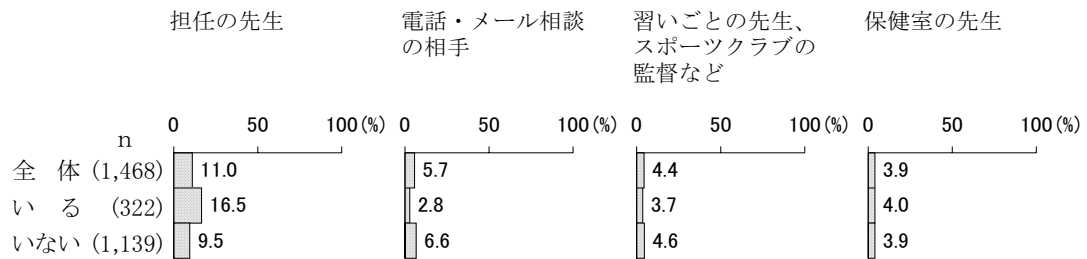 担任の先生 電話・メール相談 習いごとの先生、 保健室の先生
の相手 スポーツクラブの
監督など
0 50 100(%) 0 50 100(%) 0 50 100(%) 0 50 100(%)
n
全 体 (1,468) 11.0 5.7 4.4 3.9
い る (322) 16.5 2.8 3.7 4.0
いない (1,139) 9.5 6.6 4.6 3.9